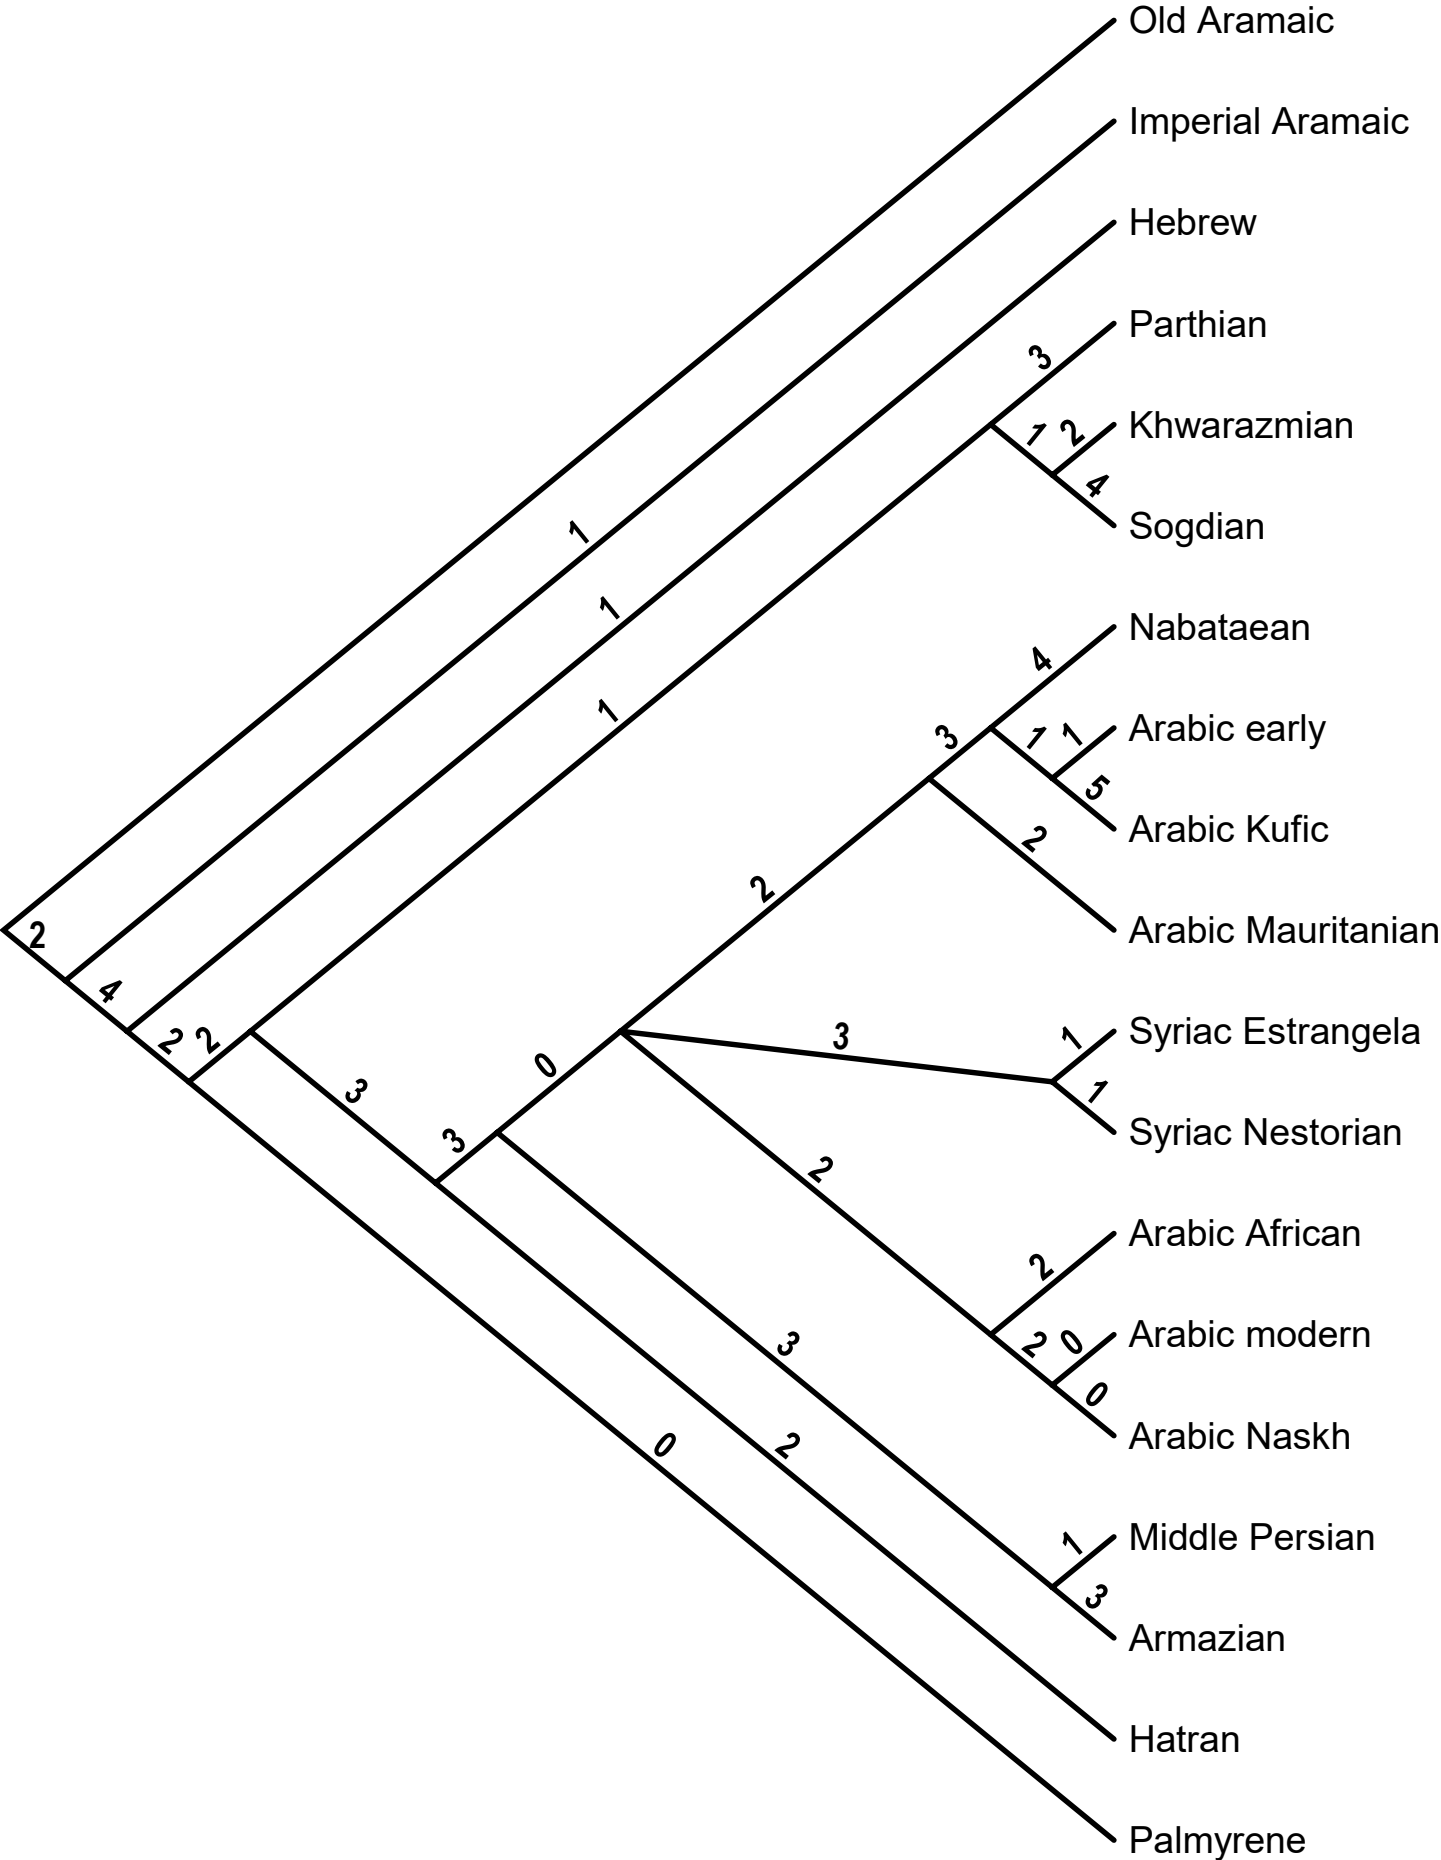 Old Aramaic
Imperial Aramaic
Hebrew
3 Parthian
1 2 Khwarazmian
4 Sogdian
1
1
1
4 Nabataean
3 1 1 Arabic early
5 Arabic Kufic
2
2 Arabic Mauritanian
2
4
2 2
0
3
3
3
1 Syriac Estrangela
1 Syriac Nestorian
2
2 Arabic African
2 0 Arabic modern
0 Arabic Naskh
3
2
0
1 Middle Persian
3 Armazian
Hatran
Palmyrene